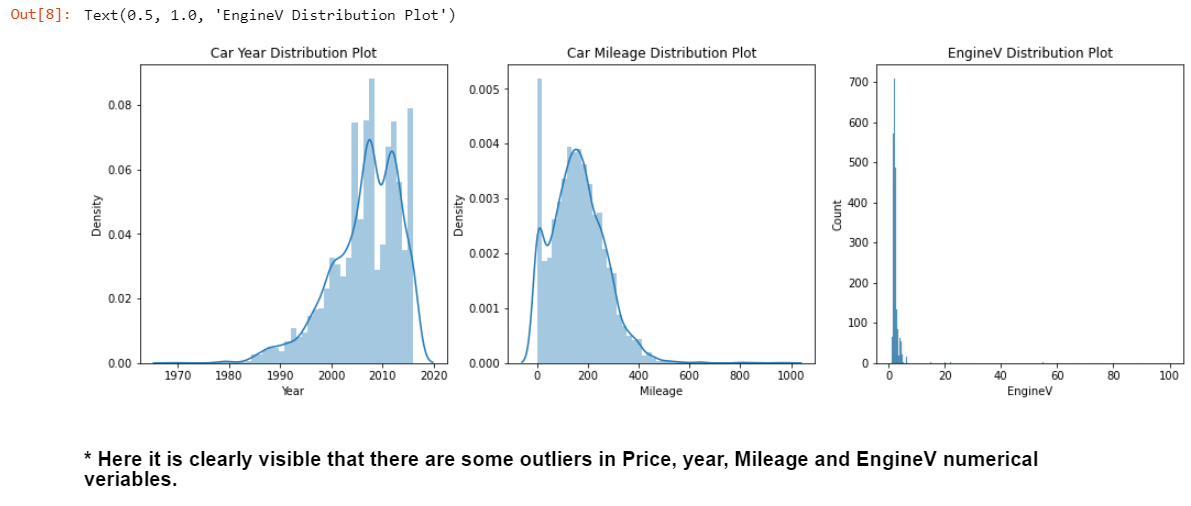 Out[8]: Text(0.5, 1.0, 'EngineV Distribution Plot')
Car Year Distribution Plot
Density
0.08
0.06
0.04
0.02
0.00
1970 1980 1990 2000 2010 2020
Year
Car Mileage Distribution Plot
Density
0.005
0.004
0.003
0.002
0.001
0.000
0 200 400 600 800 1000
Mileage
EngineV Distribution Plot
Count
700
600
500
400
300
200
100
0
0 20 40 60 80 100
EngineV
* Here it is clearly visible that there are some outliers in Price, year, Mileage and EngineV numerical
veriables.